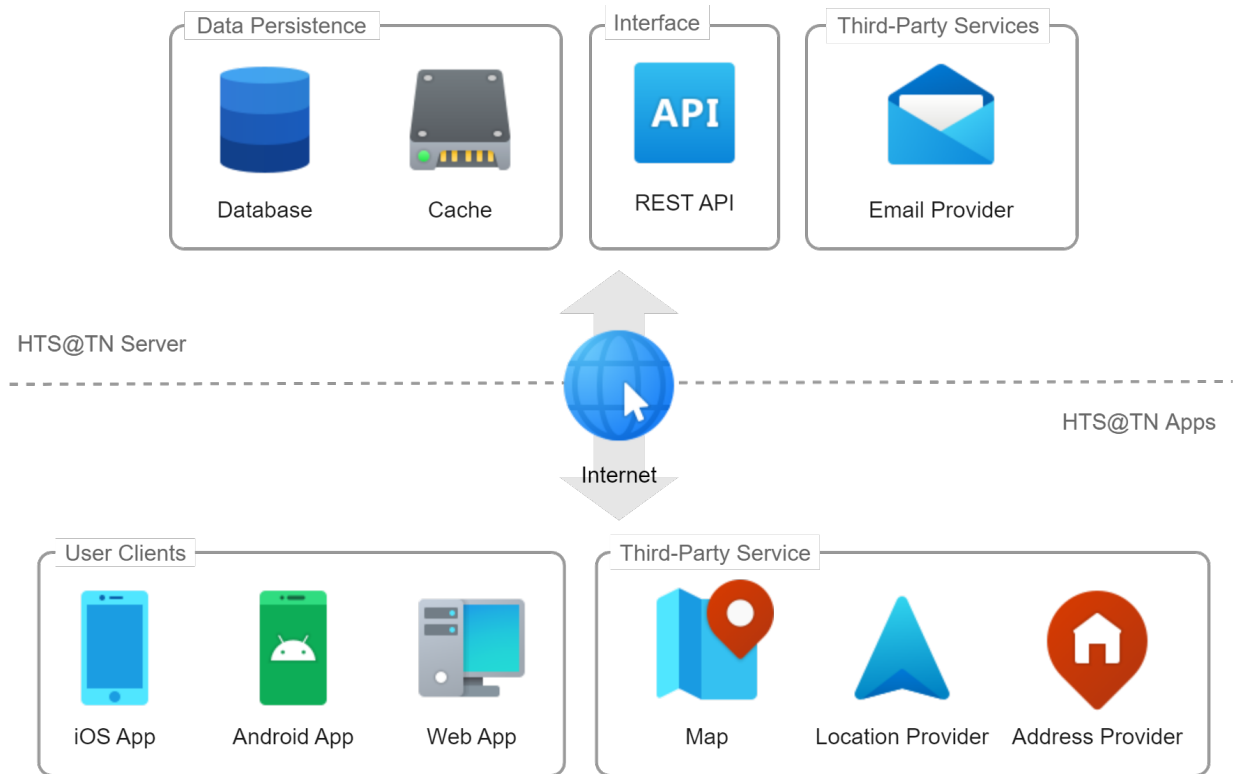 Data Persistence
Interface
Third-Party Services
API
Database
Cache
REST API
Email Provider
HTS@TN Server
HTS@TN Apps
Internet
User Clients
Third-Party Service
iOS App
Android App
Web App
Map
Location Provider
Address Provider